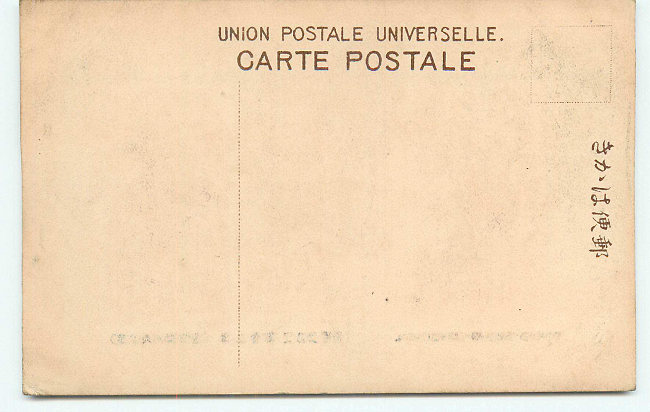 UNION POSTALE UNIVERSELLE.
CARTE POSTALE
郵便はかき